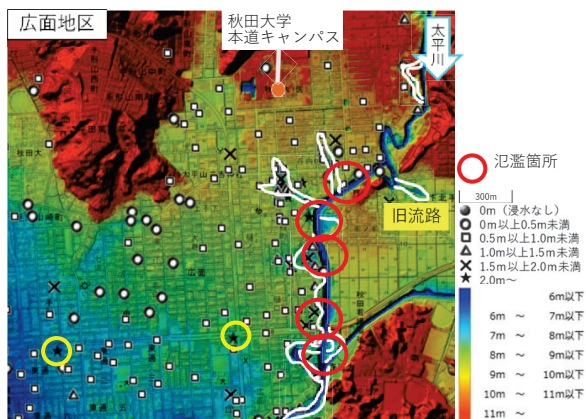 広面地区
秋田大学
本道キャンパス
太平川
氾濫箇所
300m
旧流路
0m（浸水なし）
0m以上0.5m未満
0.5m以上1.0m未満
1.0m以上1.5m未満
1.5m以上2.0m未満
2.0m～
6m以下
6m ～ 7m以下
7m ～ 8m以下
8m ～ 9m以下
9m ～ 10m以下
10m ～ 11m以下
11m ～
秋田大
広面
東通